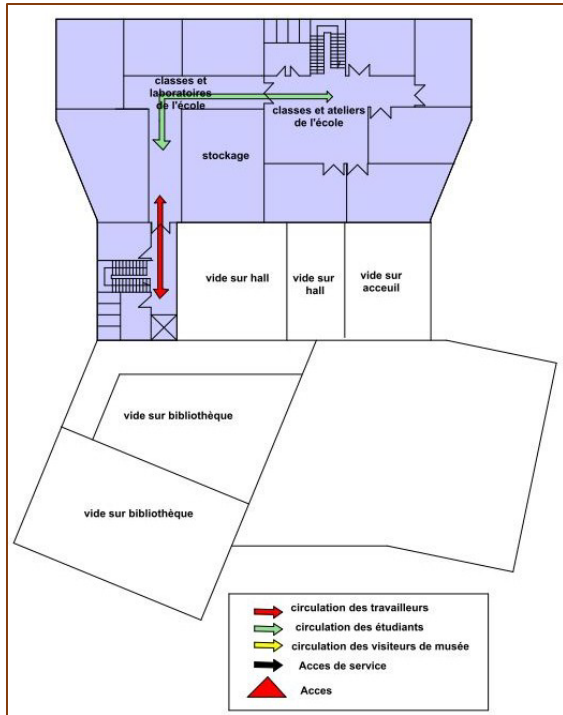 classes et
laboratoires
de l'école
classes et ateliers
de l'école
stockage
vide sur hall
vide sur
hall
vide sur
acceuil
vide sur bibliothèque
vide sur bibliothèque
circulation des travailleurs
circulation des étudiants
circulation des visiteurs de musée
Acces de service
Acces